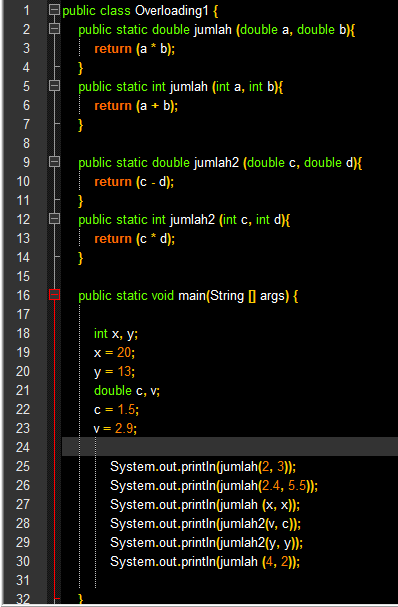 1 public class Overloading1 {
2 public static double jumlah (double a, double b){
3 return (a * b);
4 }
5 public static int jumlah (int a, int b){
6 return (a + b);
7 }
8
9 public static double jumlah2 (double c, double d){
10 return (c - d);
11 }
12 public static int jumlah2 (int c, int d){
13 return (c * d);
14 }
15
16 public static void main(String [] args) {
17
18 int x, y;
19 x = 20;
20 y = 13;
21 double c, v;
22 c = 1.5;
23 v = 2.9;
24
25 System.out.println(jumlah(2, 3));
26 System.out.println(jumlah(2.4, 5.5));
27 System.out.println(jumlah (x, x));
28 System.out.println(jumlah2(v, c));
29 System.out.println(jumlah2(y, y));
30 System.out.println(jumlah (4, 2));
31
32 }